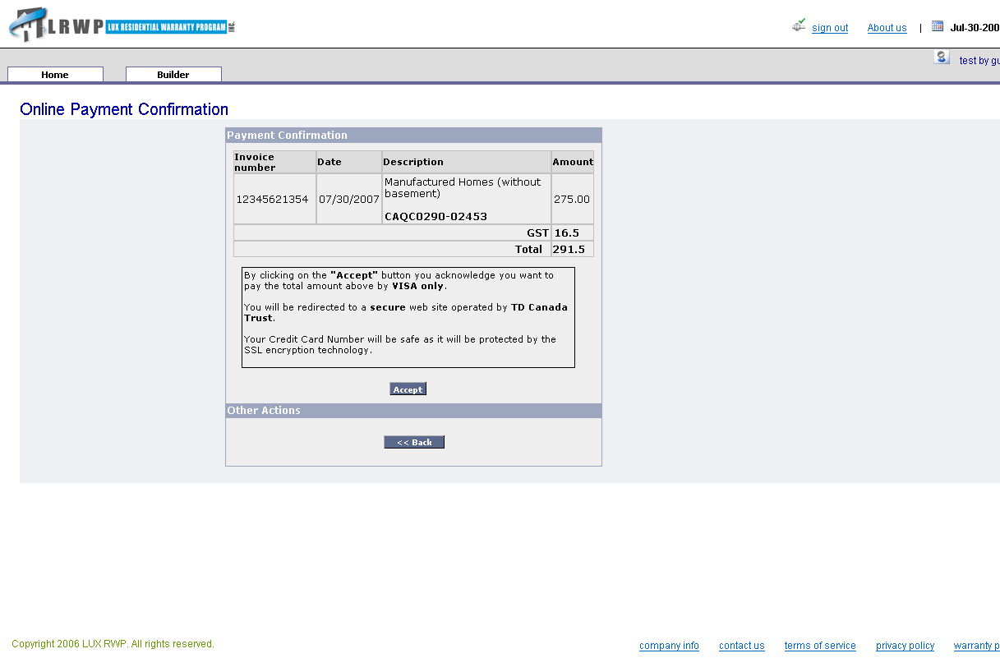 LRWP LUX RESIDENTIAL WARRANTY PROGRAM INC.
sign out About us | Jul-30-200
test by gu
Home Builder
Online Payment Confirmation
Payment Confirmation
Invoice number Date Description Amount
12345621354 07/30/2007 Manufactured Homes (without
basement)
CAQC0290-02453 275.00
GST 16.5
Total 291.5
By clicking on the "Accept" button you acknowledge you want to
pay the total amount above by VISA only.
You will be redirected to a secure web site operated by TD Canada
Trust.
Your Credit Card Number will be safe as it will be protected by the
SSL encryption technology.
Accept
Other Actions
<< Back
Copyright 2006 LUX RWP. All rights reserved.
company info contact us terms of service privacy policy warranty p